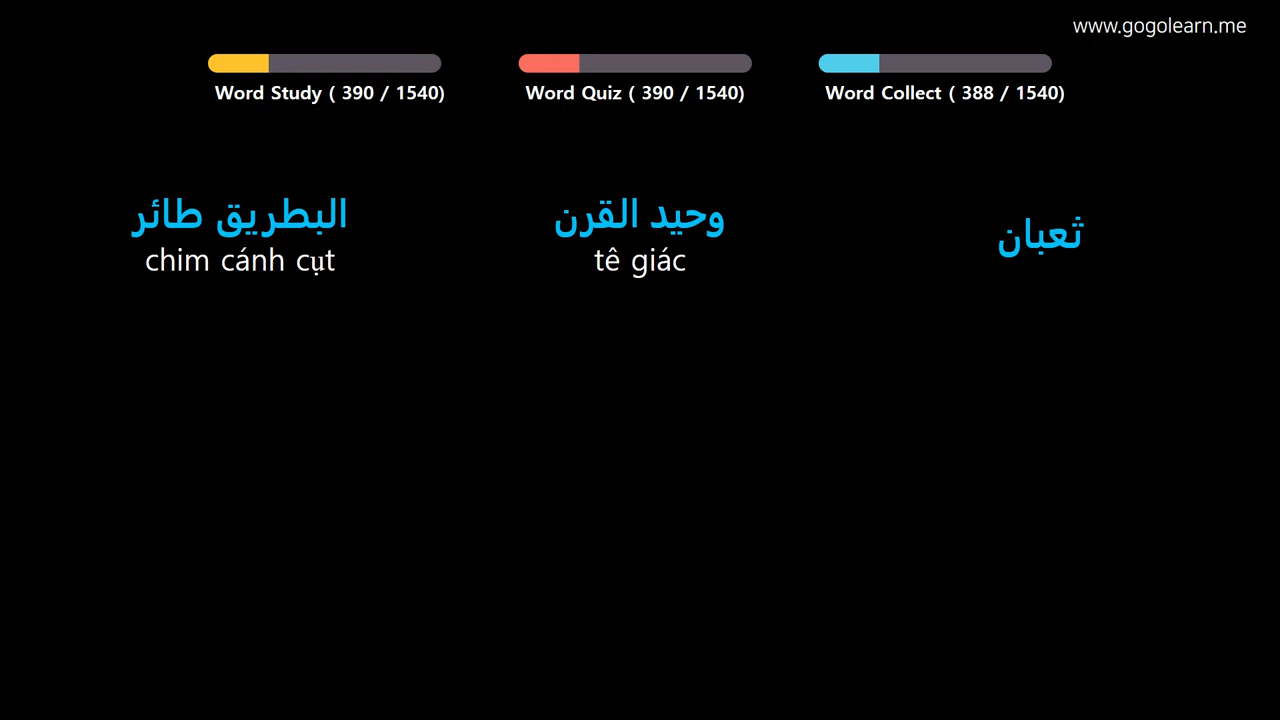 www.gogolearn.me
Word Study ( 390 / 1540)
Word Quiz ( 390 / 1540)
Word Collect ( 388 / 1540)
البطريق طائر
chim cánh cụt
وحيد القرن
tê giác
ثعبان